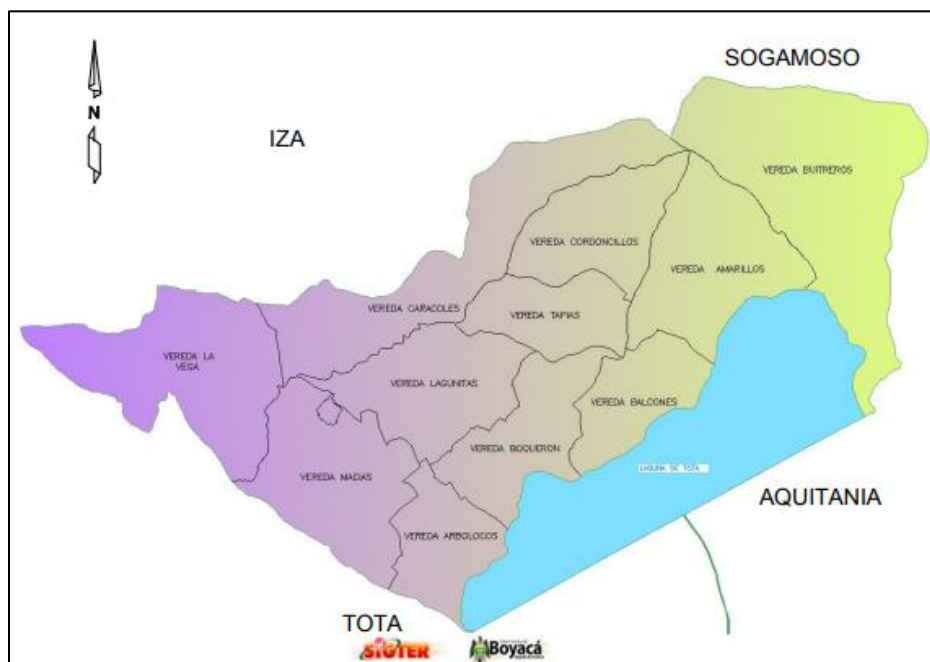 SOGAMOSO
N
IZA
VEREDA BUITREROS
VEREDA CORDONCILLOS
VEREDA AMARILLOS
VEREDA CARACOLES
VEREDA TAPIAS
VEREDA LA
VEGA
VEREDA LAGUNITAS
VEREDA BALCONES
VEREDA BOQUERON
LAGUNA DE TOTA
VEREDA MACIAS
AQUITANIA
VEREDA ARBOLOCOS
TOTA
SIGTER
Boyacá